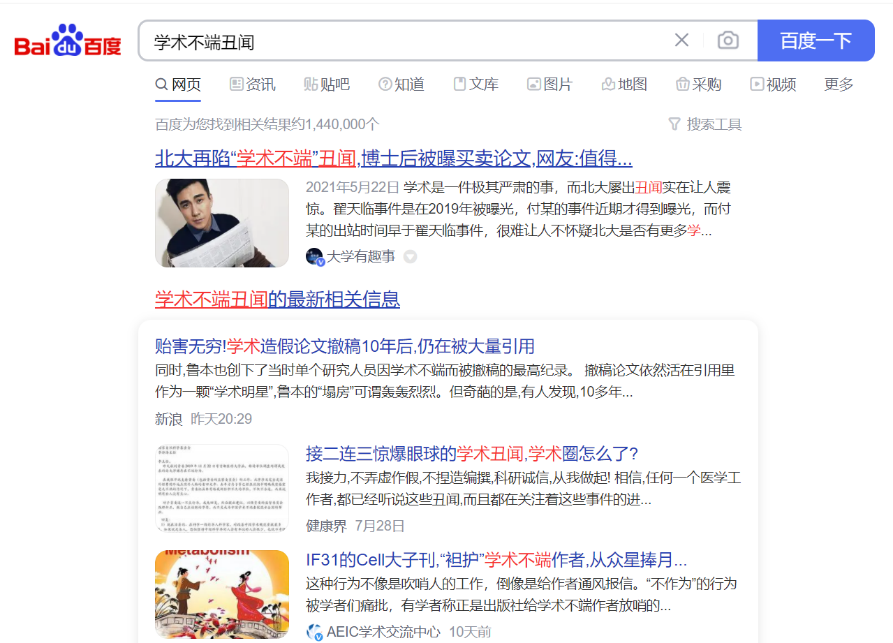 Bai du 百度
学术不端丑闻
百度一下
网页 资讯 贴吧 知道 文库 图片 地图 采购 视频 更多
百度为您找到相关结果约1,440,000个
搜索工具
北大再陷“学术不端”丑闻,博士后被曝买卖论文,网友:值得...
2021年5月22日 学术是一件极其严肃的事，而北大屡出丑闻实在让人震
惊。翟天临事件是在2019年被曝光，付某的事件近期才得到曝光，而付
某的出站时间早于翟天临事件，很难让人不怀疑北大是否有更多学...
大学有趣事
学术不端丑闻的最新相关信息
贻害无穷!学术造假论文撤稿10年后,仍在被大量引用
同时,鲁本也创下了当时单个研究人员因学术不端而被撤稿的最高纪录。 撤稿论文依然活在引用里
作为一颗“学术明星”,鲁本的“塌房”可谓轰轰烈烈。但奇葩的是,有人发现,10多年...
新浪 昨天20:29
接二连三惊爆眼球的学术丑闻,学术圈怎么了?
我接力,不弄虚作假,不捏造编撰,科研诚信,从我做起! 相信,任何一个医学工
作者,都已经听说这些丑闻,而且都在关注着这些事件的进...
健康界 7月28日
Metabolism
IF31的Cell大子刊,“袒护”学术不端作者,从众星捧月...
这种行为不像是吹哨人的工作，倒像是给作者通风报信。“不作为”的行为
被学者们痛批，有学者称正是出版社给学术不端作者放哨的...
AEIC学术交流中心 10天前